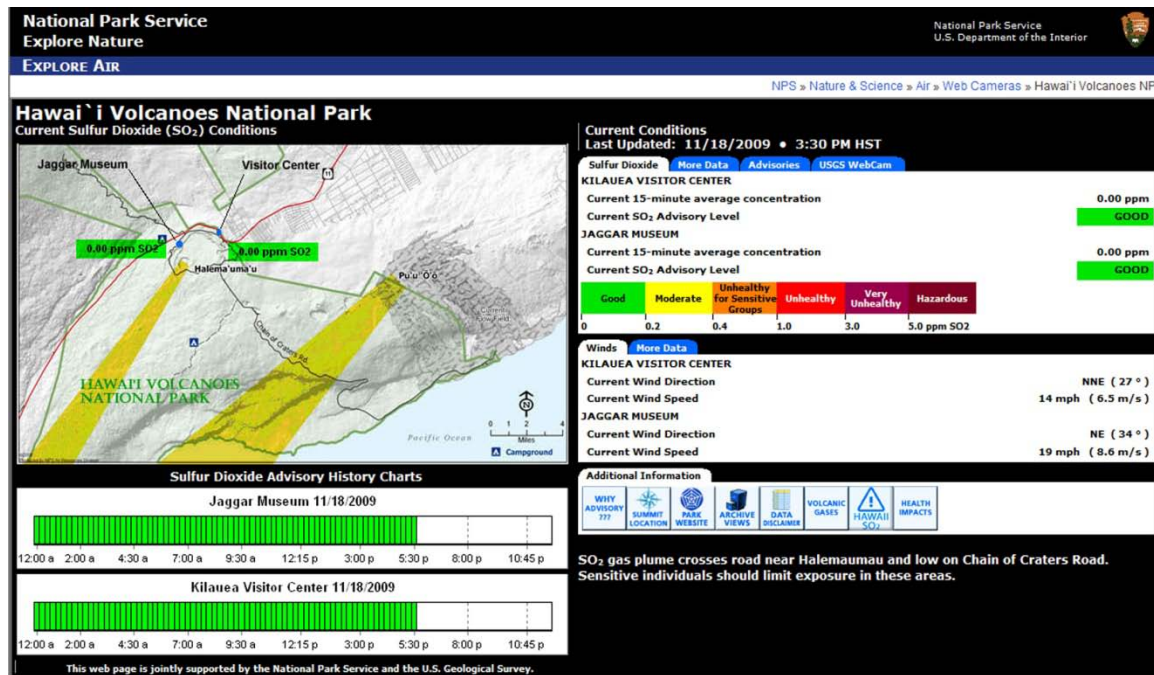 National Park Service
Explore Nature
National Park Service
U.S. Department of the Interior
EXPLORE AIR
NPS » Nature & Science » Air » Web Cameras » Hawai`i Volcanoes NP
Hawai`i Volcanoes National Park
Current Sulfur Dioxide (SO₂) Conditions
Jaggar Museum
Visitor Center
11
0.00 ppm SO2
0.00 ppm SO2
Halema'uma'u
Pu'u 'O'o
Chain of Craters Rd.
HAWAI'I VOLCANOES
NATIONAL PARK
N
0 1 2 4
Miles
Pacific Ocean
Campground
Sulfur Dioxide Advisory History Charts
Jaggar Museum 11/18/2009
12:00 a 2:00 a 4:30 a 7:00 a 9:30 a 12:15 p 3:00 p 5:30 p 8:00 p 10:45 p
Kilauea Visitor Center 11/18/2009
12:00 a 2:00 a 4:30 a 7:00 a 9:30 a 12:15 p 3:00 p 5:30 p 8:00 p 10:45 p
This web page is jointly supported by the National Park Service and the U.S. Geological Survey.
Current Conditions
Last Updated: 11/18/2009 • 3:30 PM HST
Sulfur Dioxide More Data Advisories USGS WebCam
KILAUEA VISITOR CENTER
Current 15-minute average concentration 0.00 ppm
Current SO₂ Advisory Level GOOD
JAGGAR MUSEUM
Current 15-minute average concentration 0.00 ppm
Current SO₂ Advisory Level GOOD
Good Moderate Unhealthy for Sensitive Groups Unhealthy Very Unhealthy Hazardous
0 0.2 0.4 1.0 3.0 5.0 ppm SO2
Winds More Data
KILAUEA VISITOR CENTER
Current Wind Direction NNE ( 27 º )
Current Wind Speed 14 mph ( 6.5 m/s )
JAGGAR MUSEUM
Current Wind Direction NE ( 34 º )
Current Wind Speed 19 mph ( 8.6 m/s )
Additional Information
WHY ADVISORY ???
SUMMIT LOCATION
PARK WEBSITE
ARCHIVE VIEWS
DATA DISCLAIMER
VOLCANIC GASES
HAWAII SO₂
HEALTH IMPACTS
SO₂ gas plume crosses road near Halemaumau and low on Chain of Craters Road.
Sensitive individuals should limit exposure in these areas.